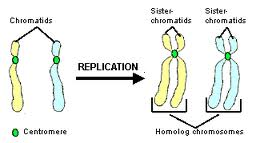 Chromatids
Sister-
chromatids
Sister-
chromatids
REPLICATION
Centromere
Homolog chromosomes